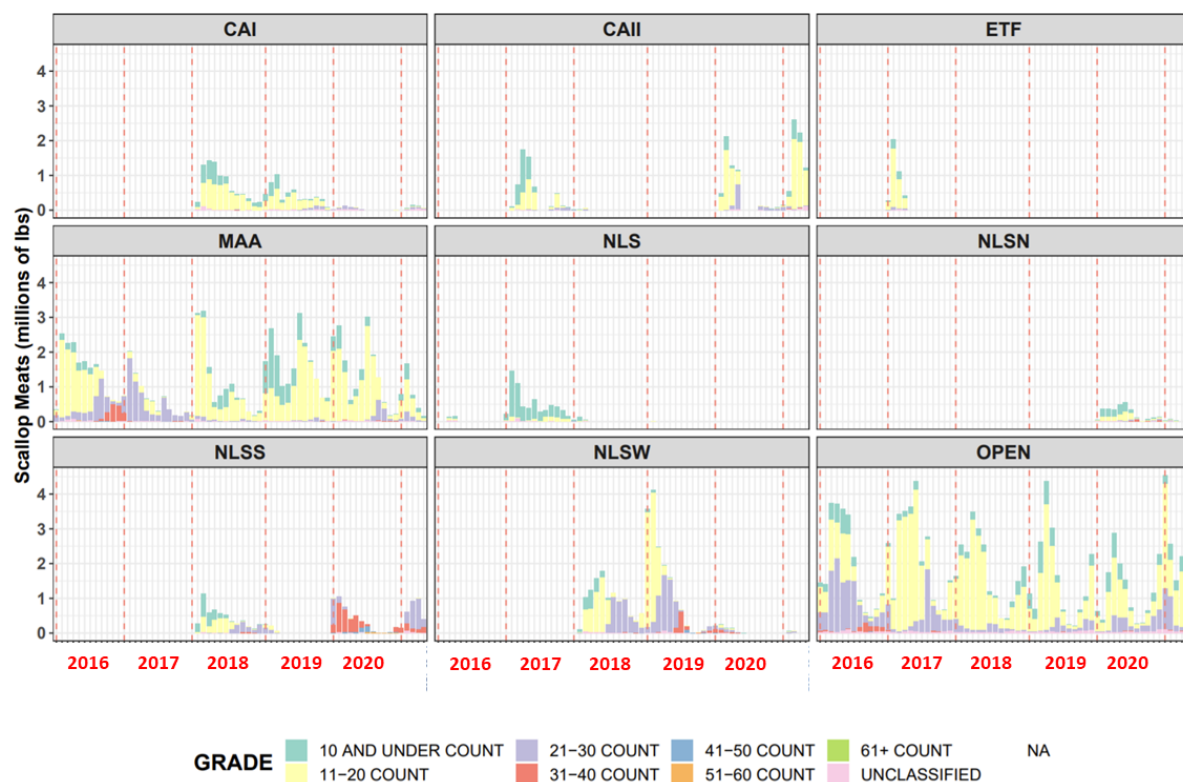 CAI CAII ETF
4
3
2
1
0
MAA NLS NLSN
4
3
2
1
0
NLSS NLSW OPEN
4
3
2
1
0
Scallop Meats (millions of lbs)
2016 2017 2018 2019 2020 2016 2017 2018 2019 2020 2016 2017 2018 2019 2020
GRADE
10 AND UNDER COUNT 21−30 COUNT 41−50 COUNT 61+ COUNT NA
11−20 COUNT 31−40 COUNT 51−60 COUNT UNCLASSIFIED